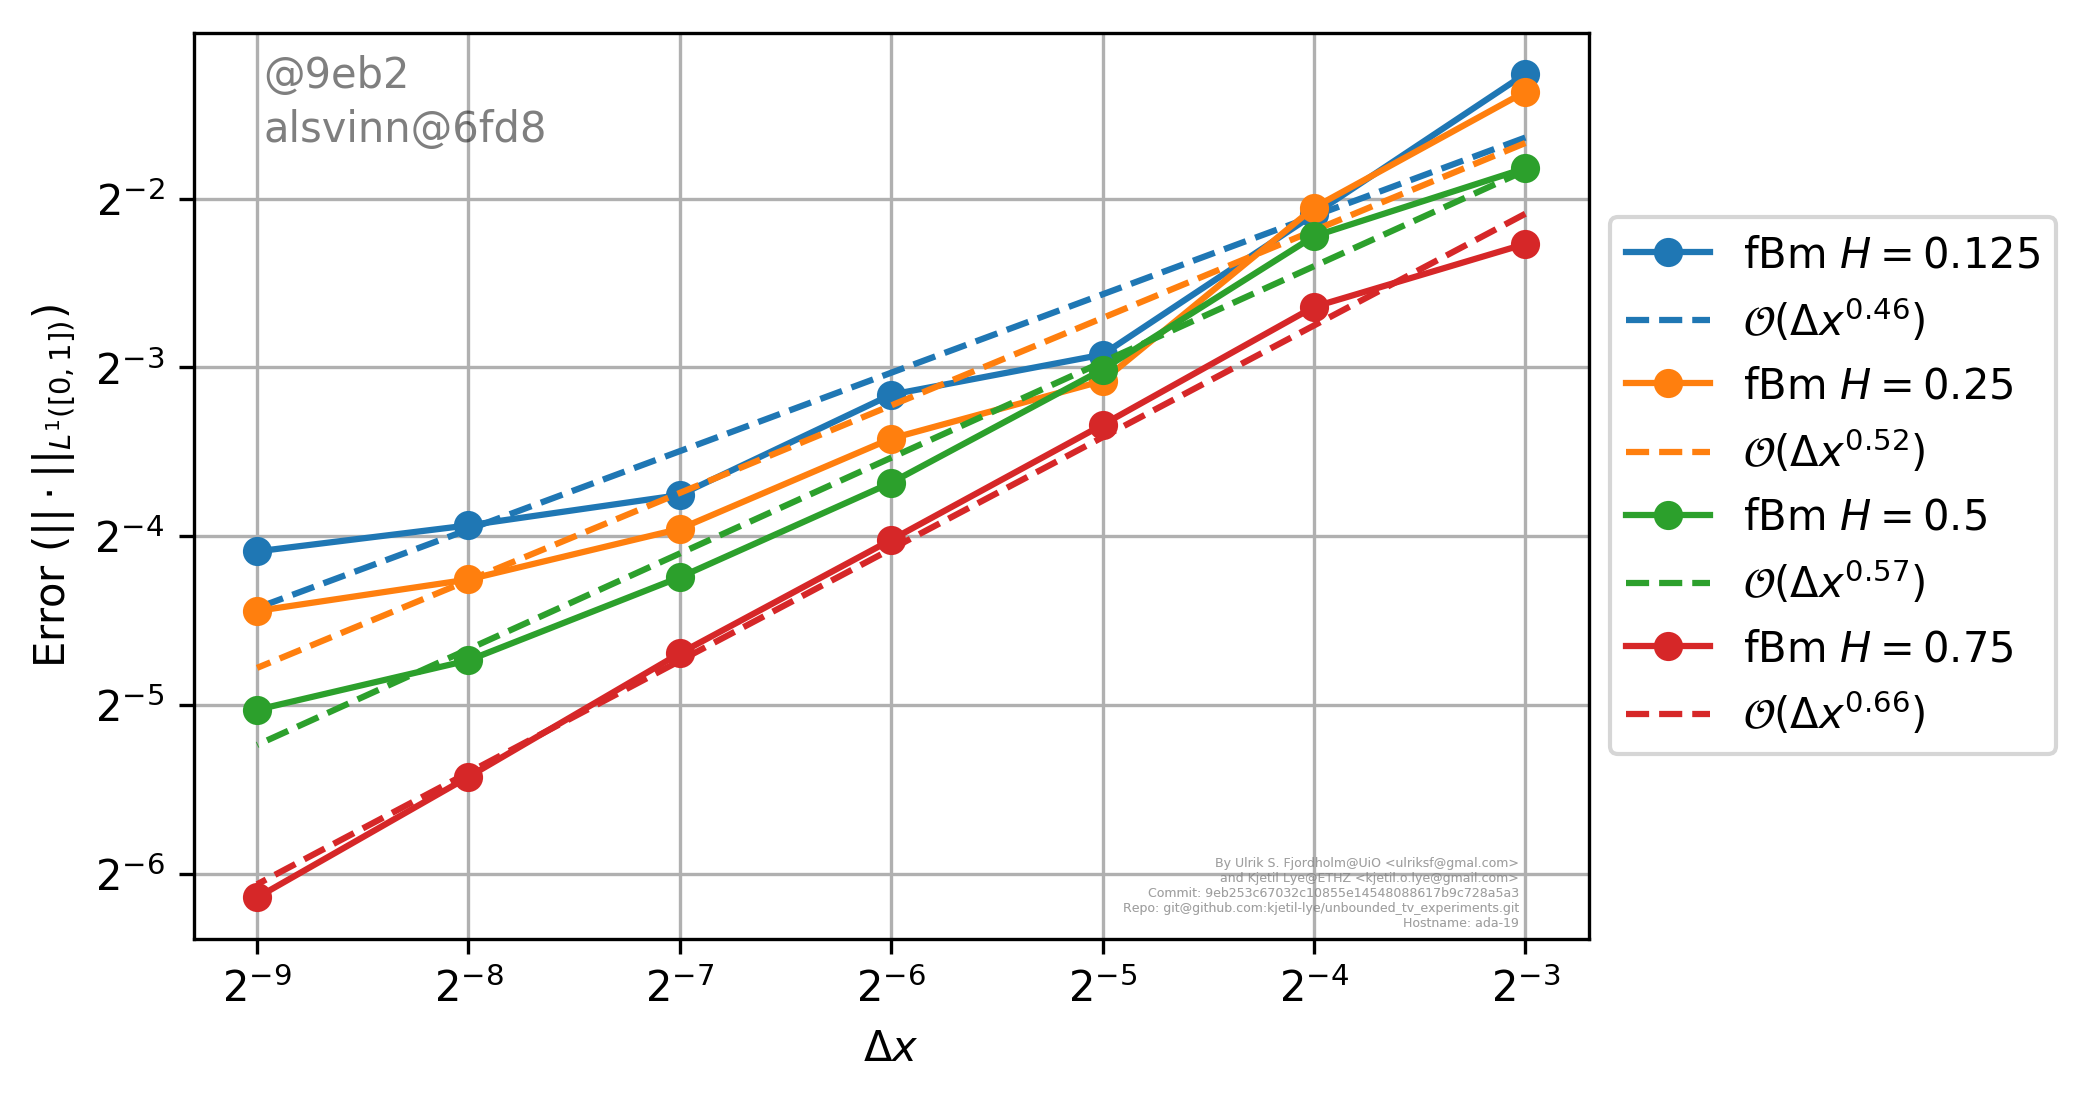 @9eb2
alsvinn@6fd8
2⁻²
2⁻³
2⁻⁴
2⁻⁵
2⁻⁶
Error (||·||_{L¹([0,1])})
2⁻⁹ 2⁻⁸ 2⁻⁷ 2⁻⁶ 2⁻⁵ 2⁻⁴ 2⁻³
Δx
fBm H = 0.125
𝒪(Δx^{0.46})
fBm H = 0.25
𝒪(Δx^{0.52})
fBm H = 0.5
𝒪(Δx^{0.57})
fBm H = 0.75
𝒪(Δx^{0.66})
By Ulrik S. Fjordholm@UiO <ulriksf@gmal.com>
and Kjetil Lye@ETHZ <kjetil.o.lye@gmail.com>
Commit: 9eb253c67032c10855e14548088617b9c728a5a3
Repo: git@github.com:kjetil-lye/unbounded_tv_experiments.git
Hostname: ada-19